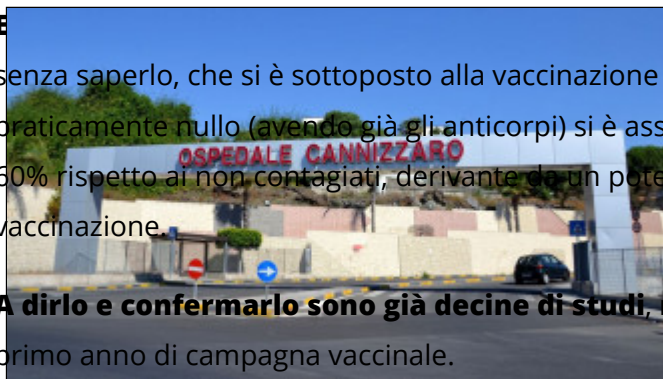 E
senza saperlo, che si è sottoposto alla vaccinazione
praticamente nullo (avendo già gli anticorpi) si è ass
OSPEDALE CANNIZZARO
60% rispetto ai non contagiati, derivante da un pote
vaccinazione.
A dirlo e confermarlo sono già decine di studi,
primo anno di campagna vaccinale.